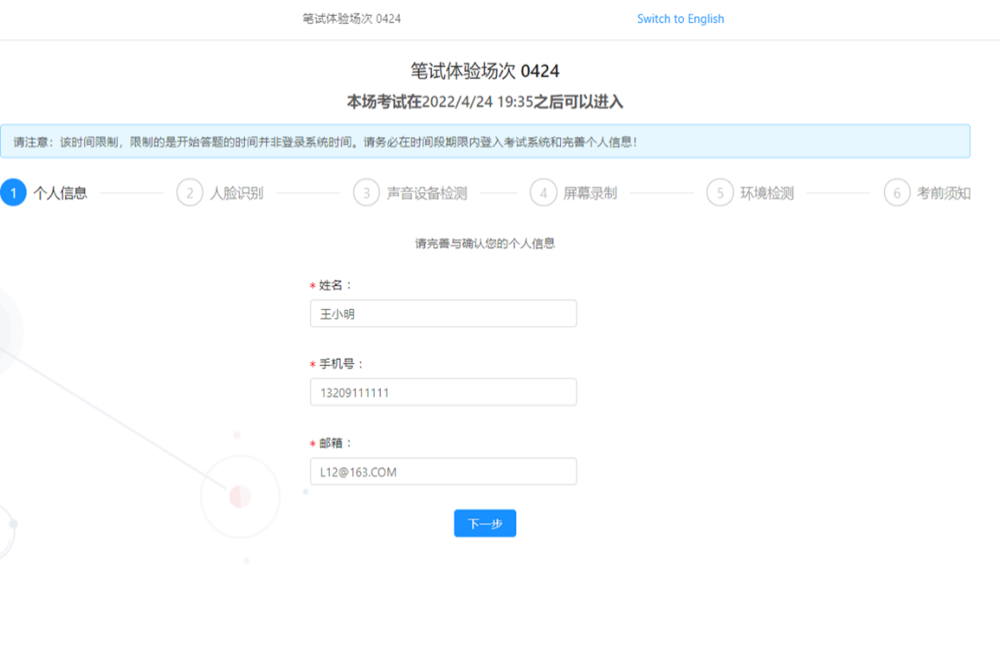 笔试体验场次 0424
Switch to English
笔试体验场次 0424
本场考试在2022/4/24 19:35之后可以进入
请注意：该时间限制，限制的是开始答题的时间并非登录系统时间。请务必在时间段期限内登入考试系统和完善个人信息！
1 个人信息 2 人脸识别 3 声音设备检测 4 屏幕录制 5 环境检测 6 考前须知
请完善与确认您的个人信息
* 姓名：
王小明
* 手机号：
13209111111
* 邮箱：
L12@163.COM
下一步